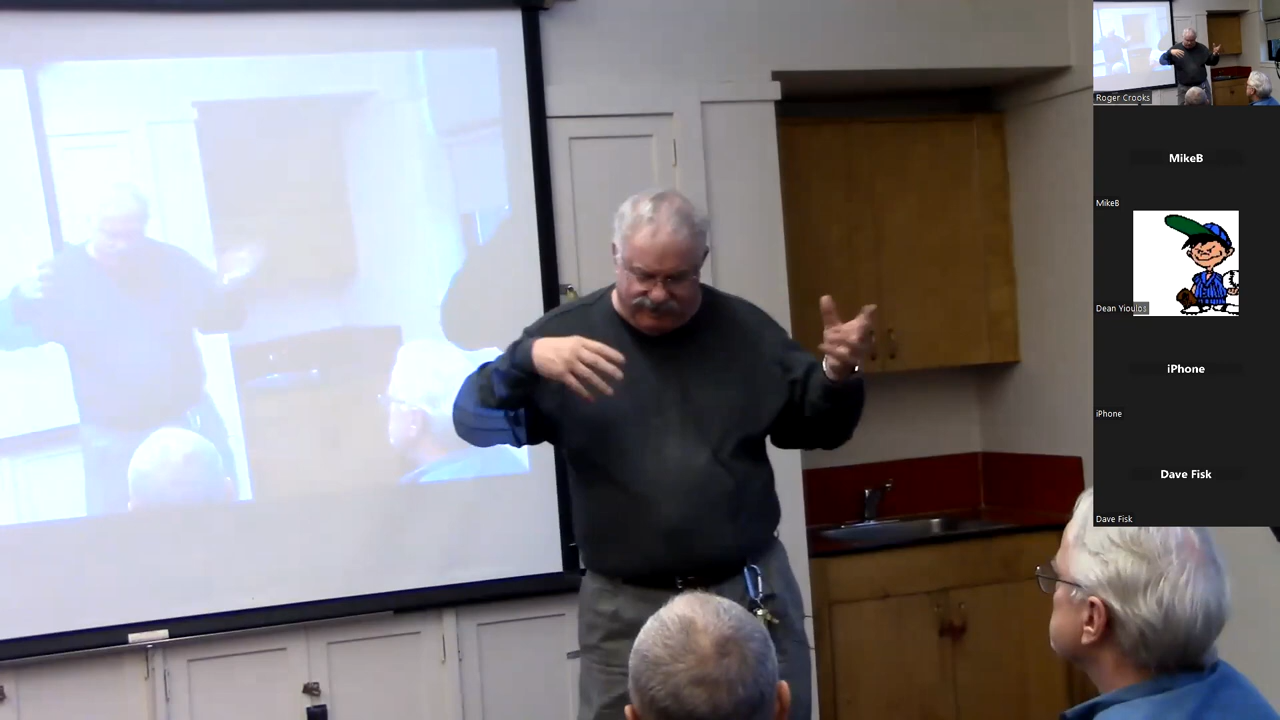 Roger Crooks
MikeB
MikeB
Dean Yioulos
iPhone
iPhone
Dave Fisk
Dave Fisk